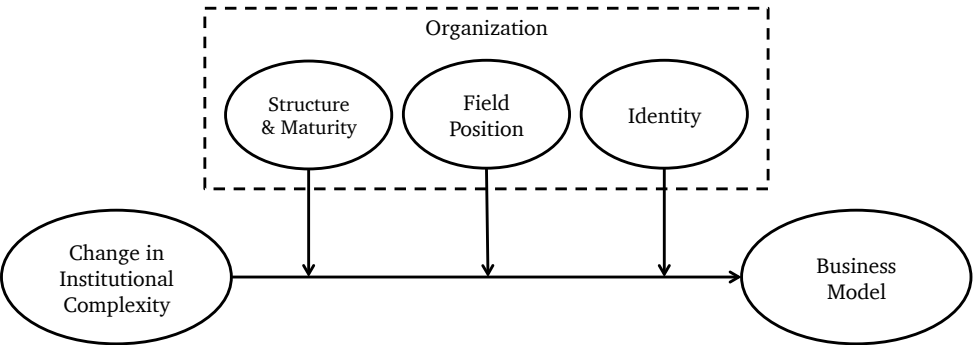 Organization
Structure
& Maturity
Field
Position
Identity
Change in
Institutional
Complexity
Business
Model